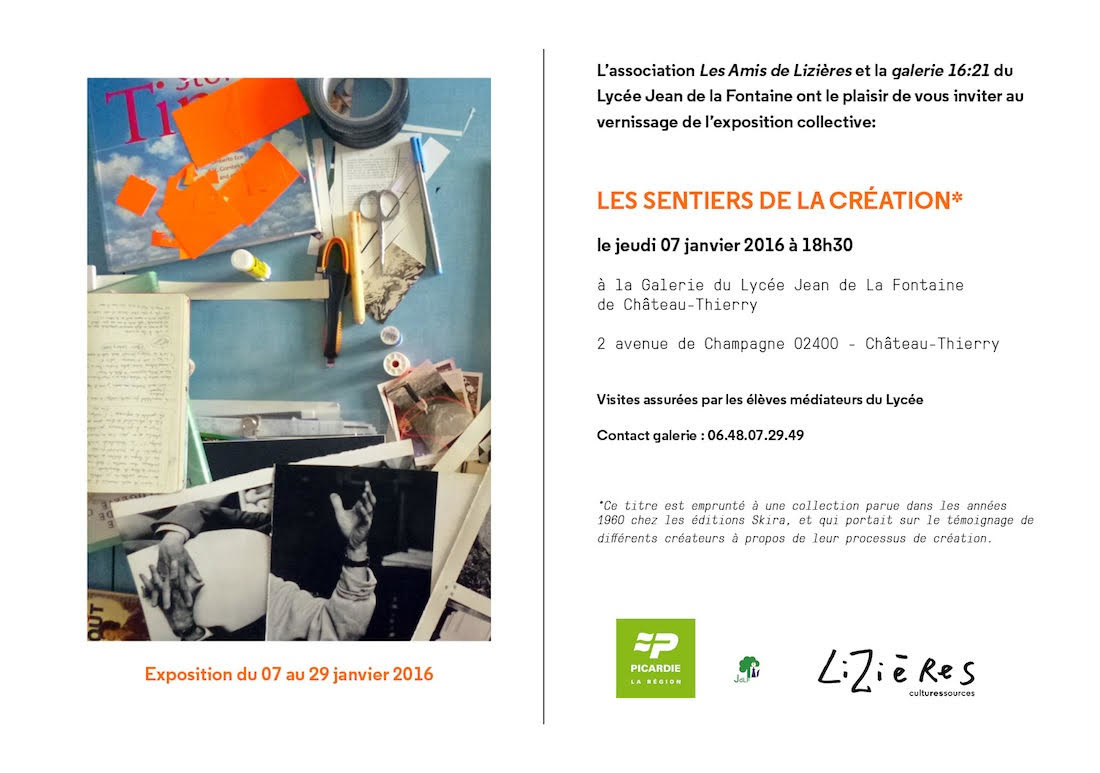 Sto
Tin
Umberto Eco
Exposition du 07 au 29 janvier 2016
L’association Les Amis de Lizières et la galerie 16:21 du
Lycée Jean de la Fontaine ont le plaisir de vous inviter au
vernissage de l’exposition collective:
LES SENTIERS DE LA CRÉATION*
le jeudi 07 janvier 2016 à 18h30
à la Galerie du Lycée Jean de La Fontaine
de Château-Thierry
2 avenue de Champagne 02400 - Château-Thierry
Visites assurées par les élèves médiateurs du Lycée
Contact galerie : 06.48.07.29.49
*Ce titre est emprunté à une collection parue dans les années
1960 chez les éditions Skira, et qui portait sur le témoignage de
différents créateurs à propos de leur processus de création.
PICARDIE
LA RÉGION
LiZièRes
culturessources